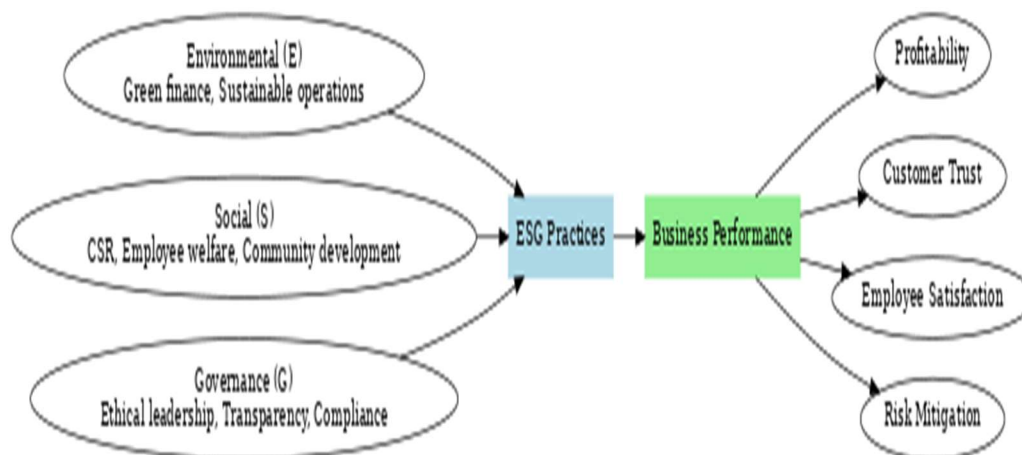 Environmental (E)
Green finance, Sustainable operations
Social (S)
CSR, Employee welfare, Community development
Governance (G)
Ethical leadership, Transparency, Compliance
ESG Practices
Business Performance
Profitability
Customer Trust
Employee Satisfaction
Risk Mitigation